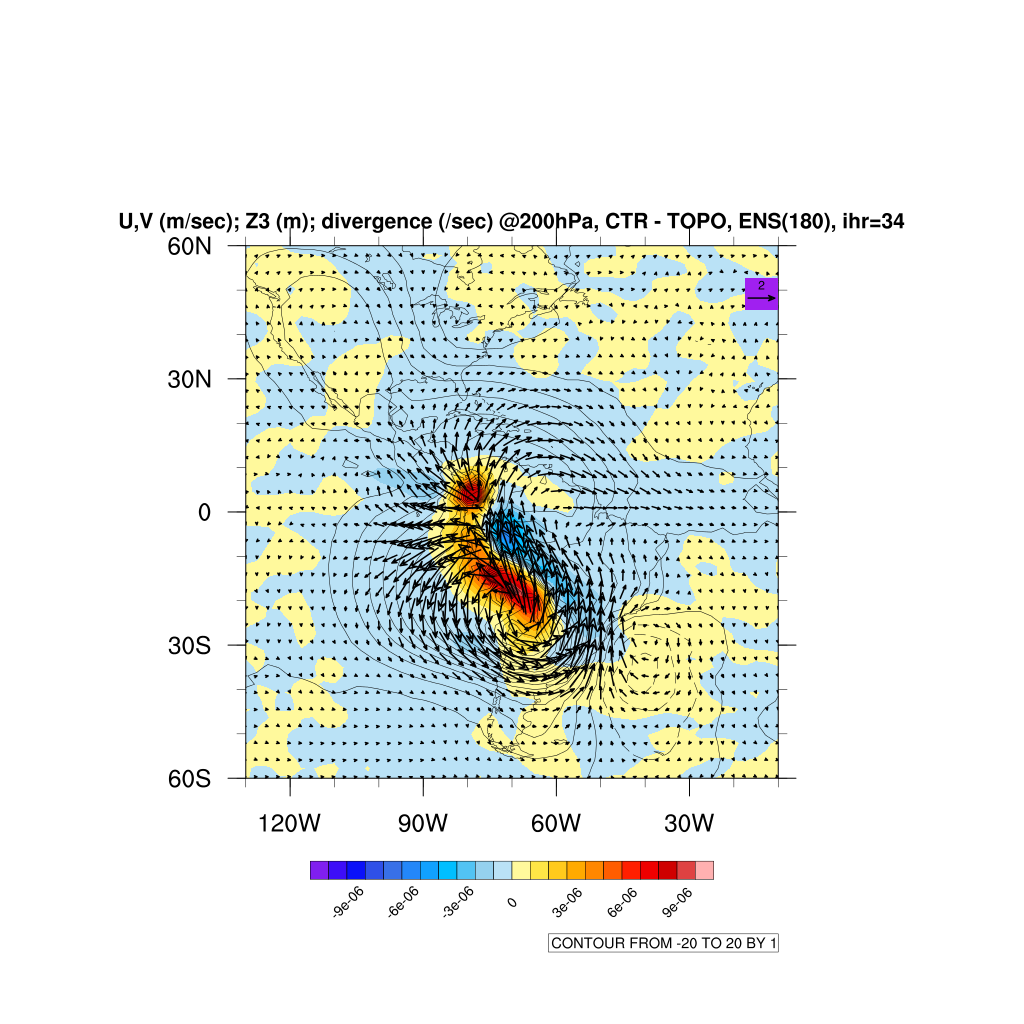 U,V (m/sec); Z3 (m); divergence (/sec) @200hPa, CTR - TOPO, ENS(180), ihr=34
60N
2
30N
0
30S
60S
120W 90W 60W 30W
-9e-06 -6e-06 -3e-06 0 3e-06 6e-06 9e-06
CONTOUR FROM -20 TO 20 BY 1